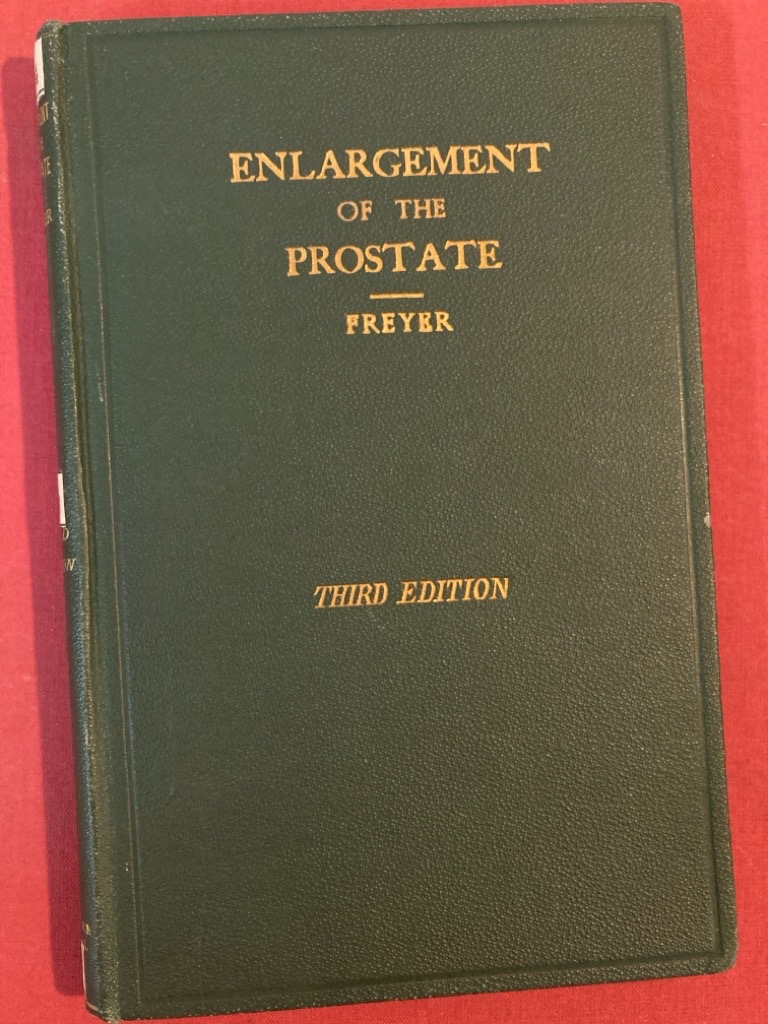 ENLARGEMENT
OF THE
PROSTATE
FREYER
THIRD EDITION